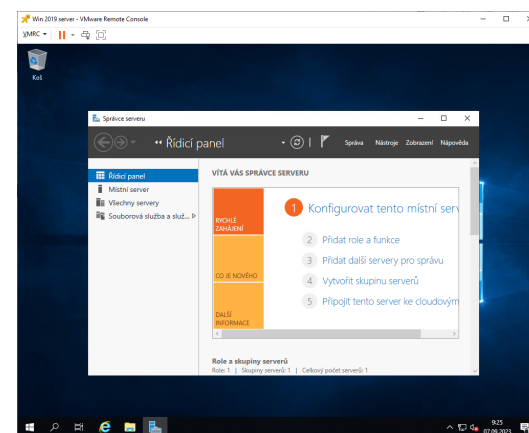 Win 2019 server - VMware Remote Console
VMRC
Koš
Správce serveru
Řídicí panel
Správa Nástroje Zobrazení Nápověda
Řídicí panel
Místní server
Všechny servery
Souborová služba a služ...
VÍTÁ VÁS SPRÁVCE SERVERU
RYCHLÉ
ZAHÁJENÍ
CO JE NOVÉHO
DALŠÍ
INFORMACE
1 Konfigurovat tento místní serv
2 Přidat role a funkce
3 Přidat další servery pro správu
4 Vytvořit skupinu serverů
5 Připojit tento server ke cloudovým
Role a skupiny serverů
Role: 1 | Skupiny serverů: 1 | Celkový počet serverů: 1
9:25
07.09.2023